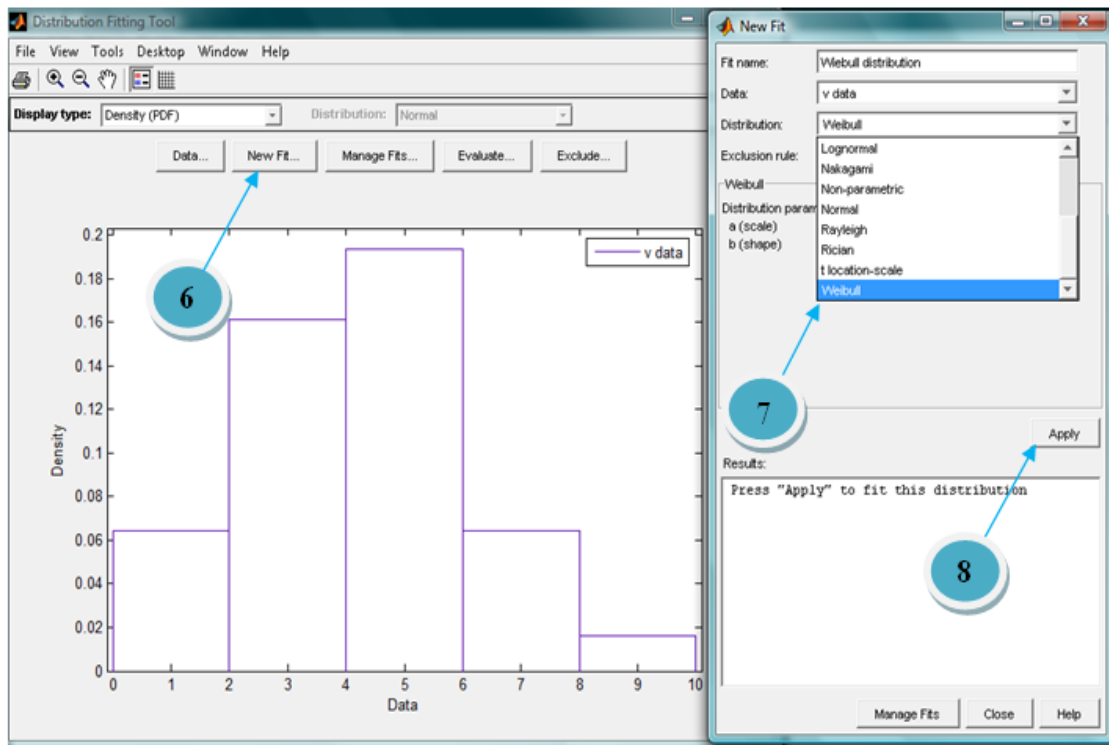 Distribution Fitting Tool
File View Tools Desktop Window Help
Display type: Density (PDF) Distribution: Normal
Data... New Fit... Manage Fits... Evaluate... Exclude...
6
v data
0.2
0.18
0.16
0.14
0.12
0.1
0.08
0.06
0.04
0.02
0
Density
0 1 2 3 4 5 6 7 8 9 10
Data
New Fit
Fit name: Wiebull distribution
Data: v data
Distribution: Weibull
Exclusion rule:
Lognormal
Nakagami
Non-parametric
Normal
Rayleigh
Rician
t location-scale
Weibull
Weibull
Distribution param
a (scale)
b (shape)
7
Apply
Results:
Press "Apply" to fit this distribution
8
Manage Fits Close Help